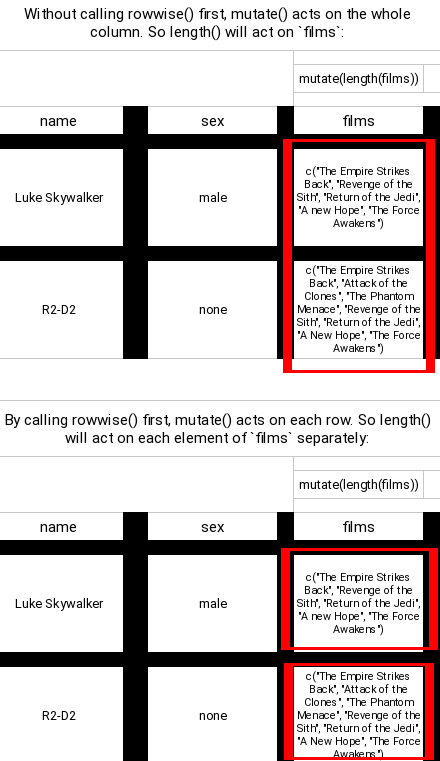 Without calling rowwise() first, mutate() acts on the whole
column. So length() will act on `films`:
mutate(length(films))
name sex films
Luke Skywalker male c("The Empire Strikes
Back", "Revenge of the
Sith", "Return of the Jedi",
"A new Hope", "The Force
Awakens")
R2-D2 none c("The Empire Strikes
Back", "Attack of the
Clones", "The Phantom
Menace", "Revenge of the
Sith", "Return of the Jedi",
"A New Hope", "The Force
Awakens")
By calling rowwise() first, mutate() acts on each row. So length()
will act on each element of `films` separately:
mutate(length(films))
name sex films
Luke Skywalker male c("The Empire Strikes
Back", "Revenge of the
Sith", "Return of the Jedi",
"A new Hope", "The Force
Awakens")
R2-D2 none c("The Empire Strikes
Back", "Attack of the
Clones", "The Phantom
Menace", "Revenge of the
Sith", "Return of the Jedi",
"A New Hope", "The Force
Awakens")